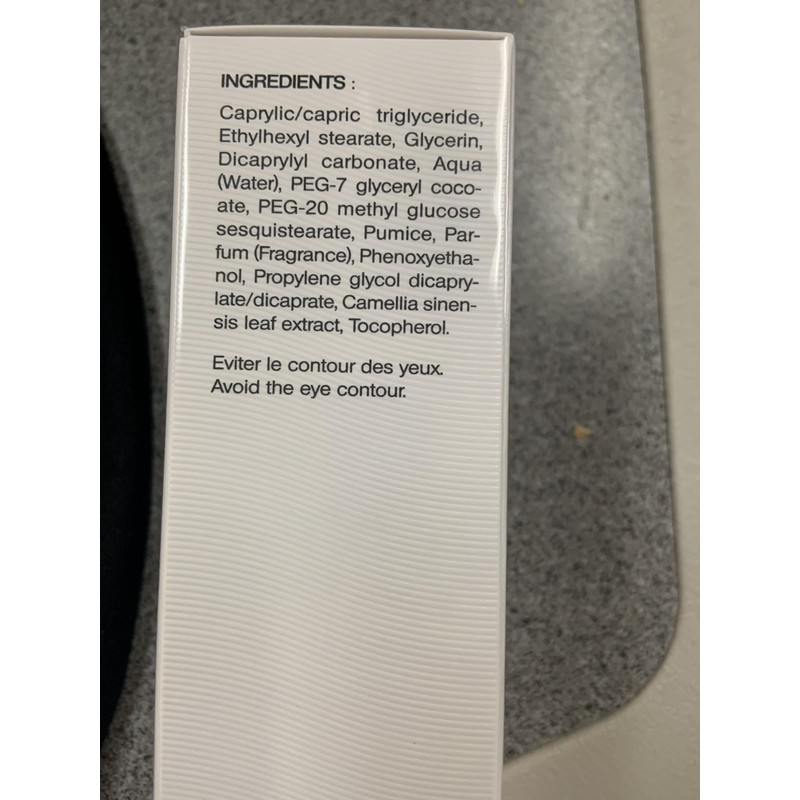 INGREDIENTS :
Caprylic/capric triglyceride,
Ethylhexyl stearate, Glycerin,
Dicaprylyl carbonate, Aqua
(Water), PEG-7 glyceryl coco-
ate, PEG-20 methyl glucose
sesquistearate, Pumice, Par-
fum (Fragrance), Phenoxyetha-
nol, Propylene glycol dicapry-
late/dicaprate, Camellia sinen-
sis leaf extract, Tocopherol.
Eviter le contour des yeux.
Avoid the eye contour.